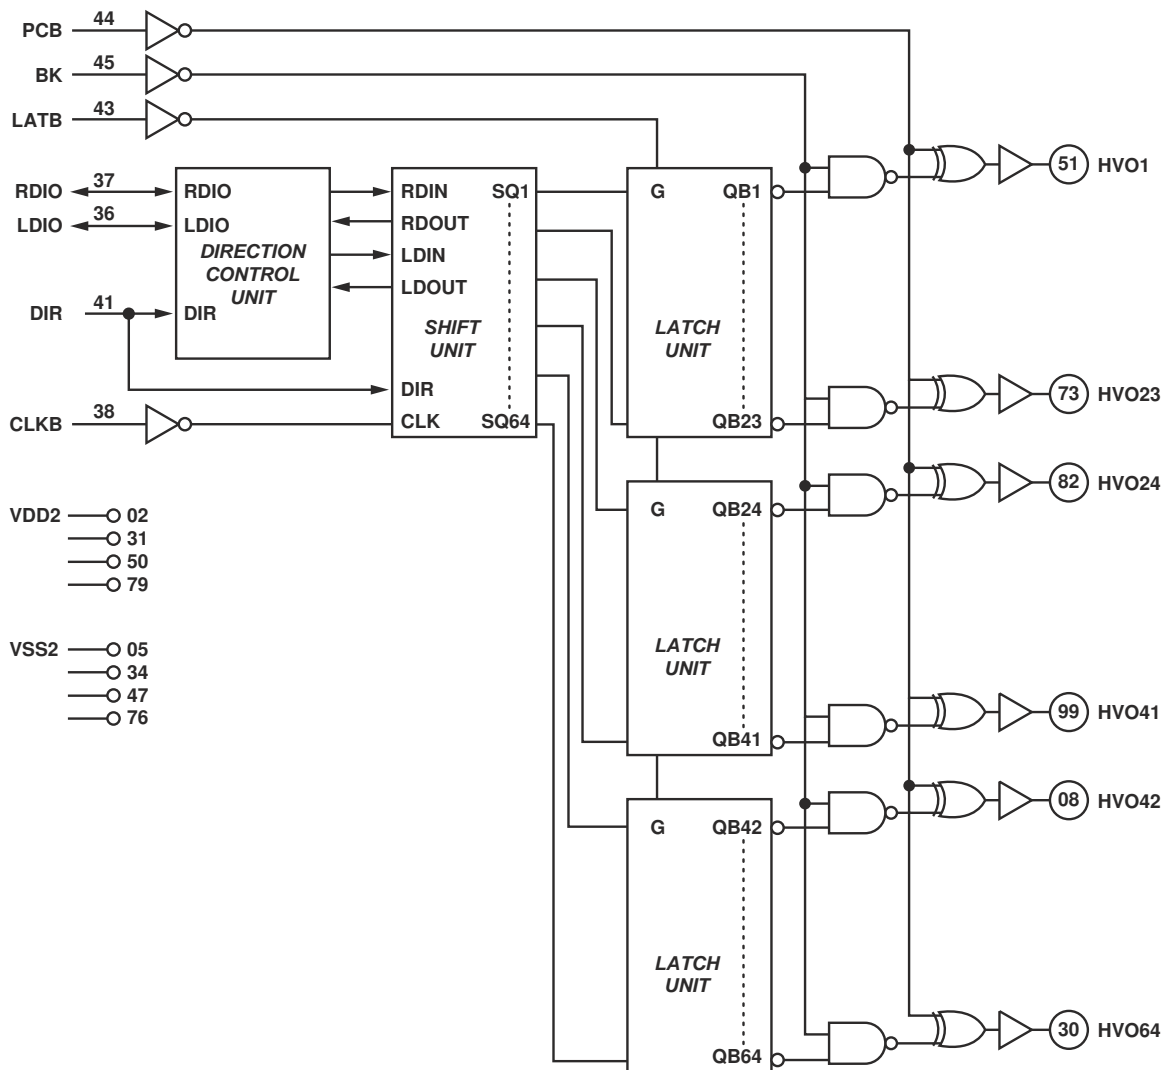 PCB 44
BK 45
LATB 43
RDIO 37
LDIO 36
DIR 41
CLKB 38
RDIO
LDIO
DIRECTION
CONTROL
UNIT
DIR
RDIN SQ1
RDOUT
LDIN
LDOUT
SHIFT
UNIT
DIR
CLK SQ64
G QB1
LATCH
UNIT
QB23
G QB24
LATCH
UNIT
QB41
G QB42
LATCH
UNIT
QB64
51 HVO1
73 HVO23
82 HVO24
99 HVO41
08 HVO42
30 HVO64
VDD2 02
31
50
79
VSS2 05
34
47
76